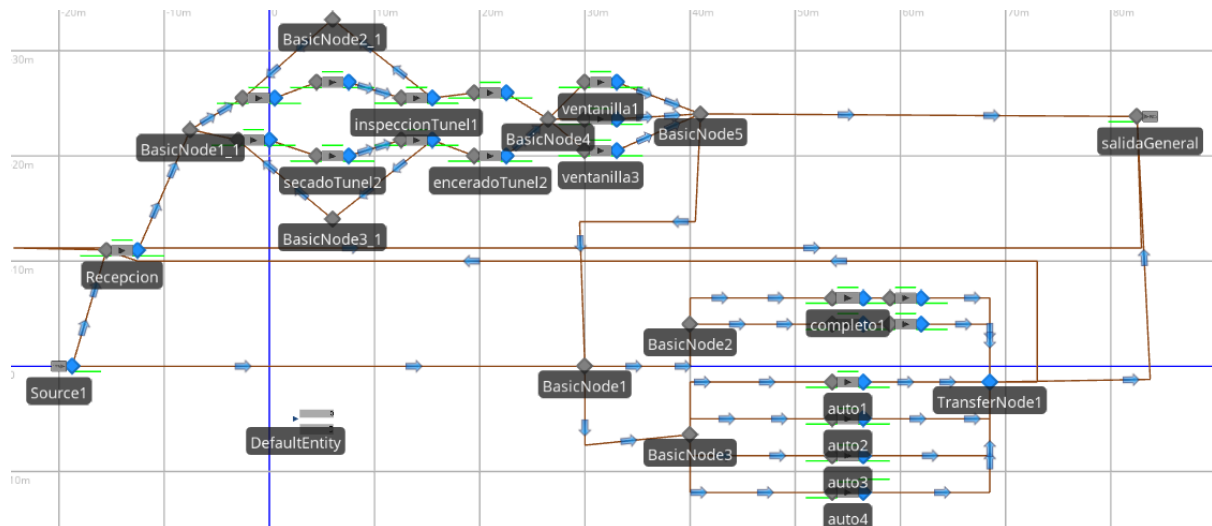 -20m
-10m
0
10m
20m
30m
40m
50m
60m
70m
80m
30m
BasicNode2_1
inspeccionTunel1
ventanilla1
BasicNode4
BasicNode5
BasicNode1_1
salidaGeneral
20m
secadoTunel2
enceradoTunel2
ventanilla3
BasicNode3_1
Recepcion
10m
completo1
BasicNode2
0
Source1
BasicNode1
auto1
TransferNode1
DefaultEntity
auto2
BasicNode3
auto3
10m
auto4